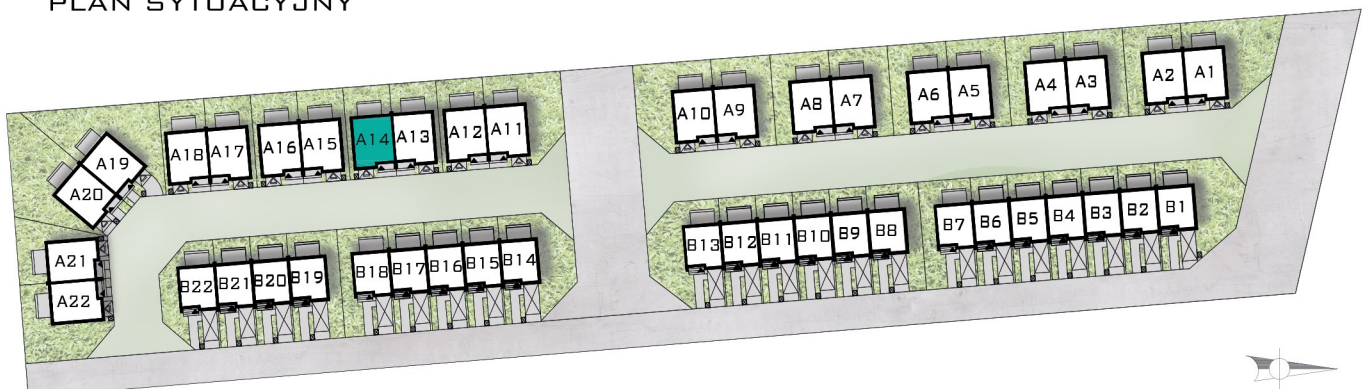 PLAN SYTUACYJNY
A10 A9 A8 A7 A6 A5 A4 A3 A2 A1
A18 A17 A16 A15 A14 A13 A12 A11
A19
A20
A21
A22
B13 B12 B11 B10 B9 B8 B7 B6 B5 B4 B3 B2 B1
B22 B21 B20 B19 B18 B17 B16 B15 B14